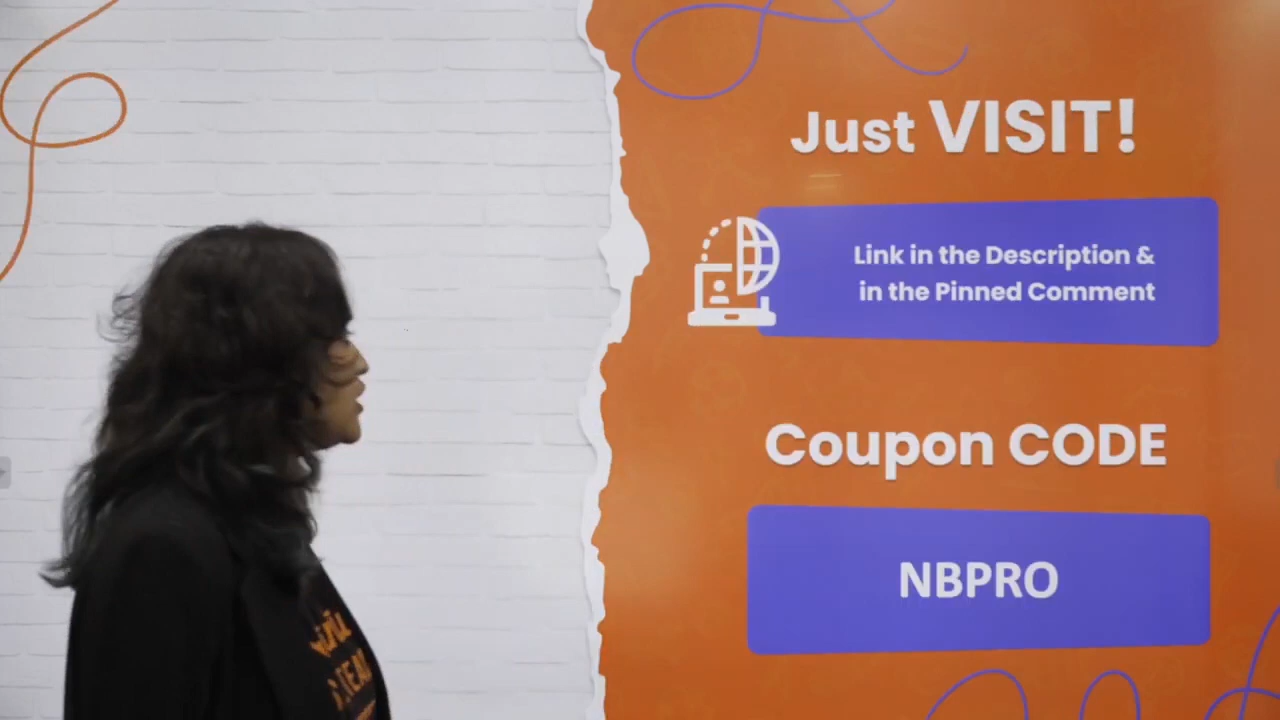 Just VISIT!
Link in the Description &
in the Pinned Comment
Coupon CODE
NBPRO